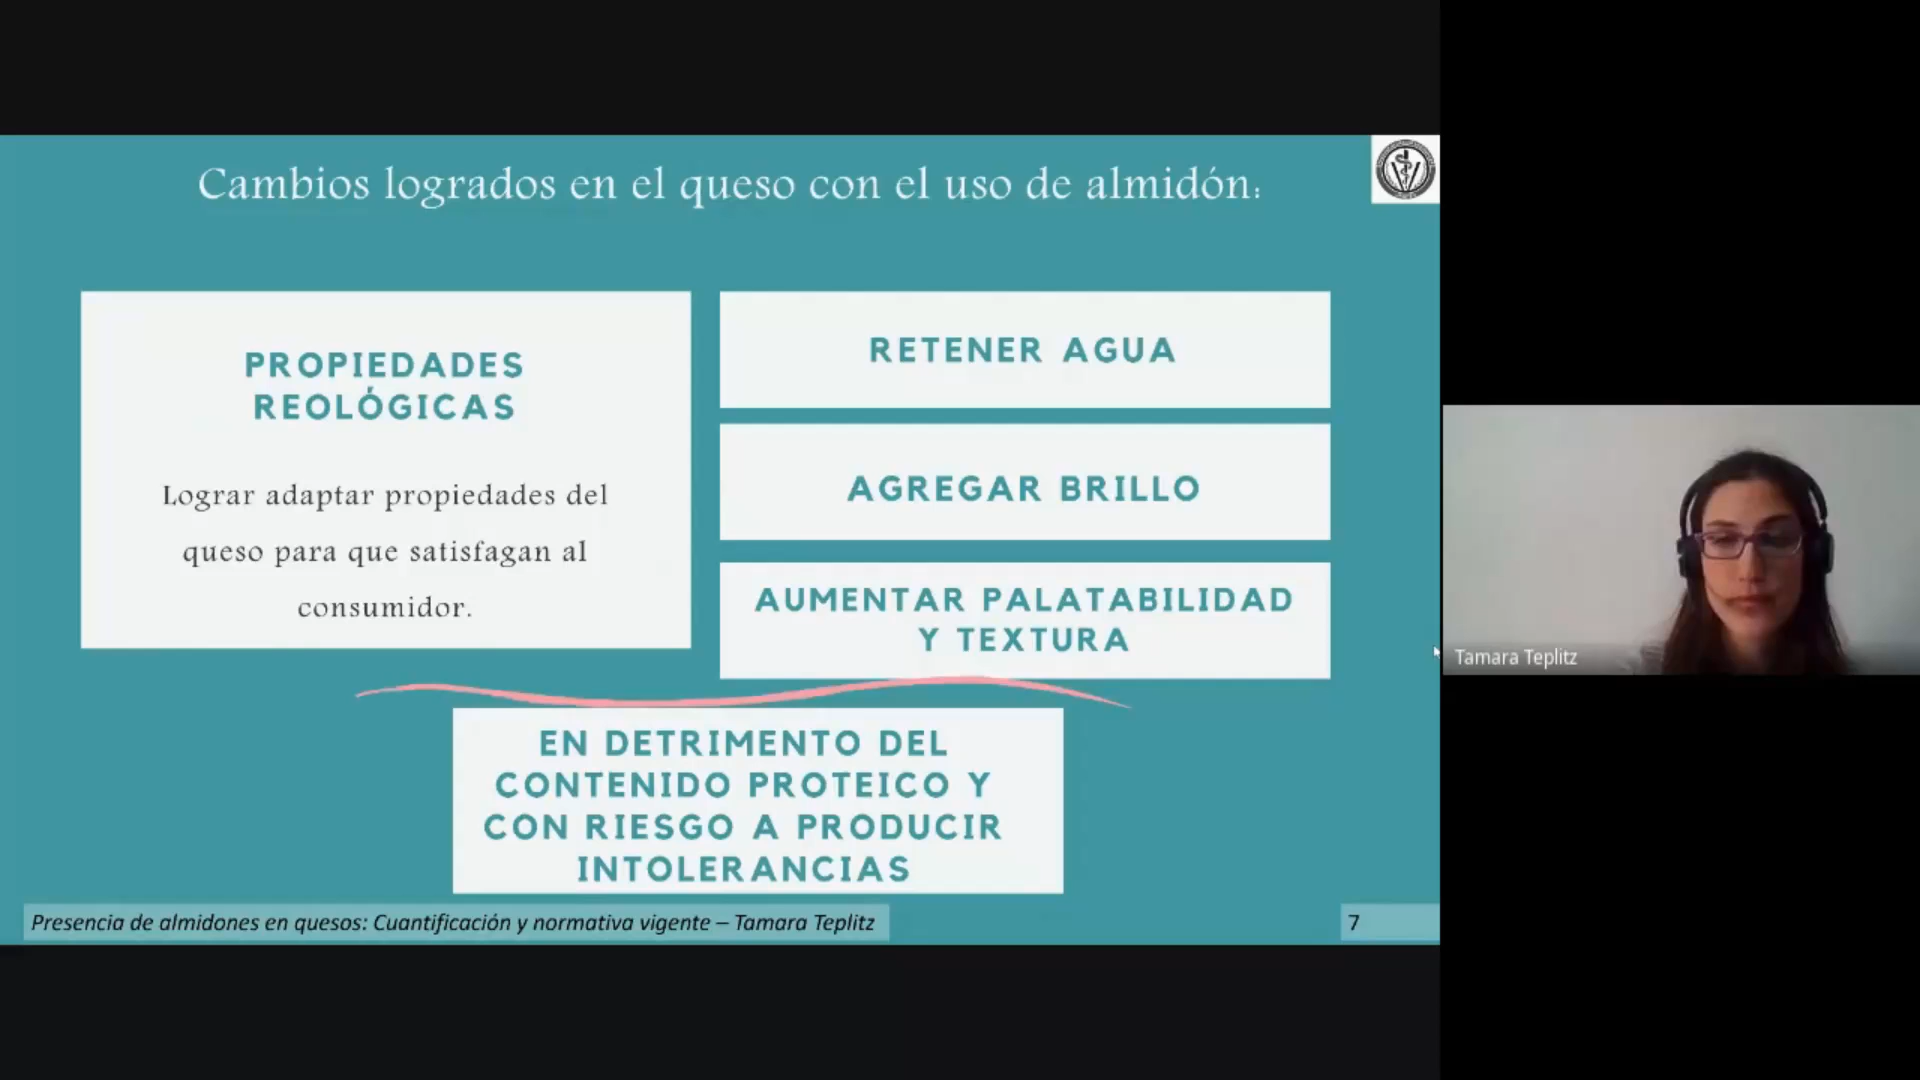 Cambios logrados en el queso con el uso de almidón:
PROPIEDADES
REOLÓGICAS
Lograr adaptar propiedades del
queso para que satisfagan al
consumidor.
RETENER AGUA
AGREGAR BRILLO
AUMENTAR PALATABILIDAD
Y TEXTURA
EN DETRIMENTO DEL
CONTENIDO PROTEICO Y
CON RIESGO A PRODUCIR
INTOLERANCIAS
Presencia de almidones en quesos: Cuantificación y normativa vigente – Tamara Teplitz
7
Tamara Teplitz